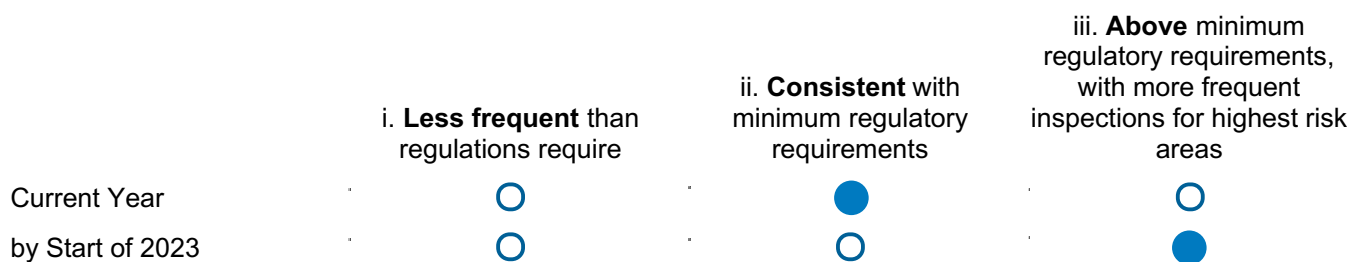 i. Less frequent than
regulations require
ii. Consistent with
minimum regulatory
requirements
iii. Above minimum
regulatory requirements,
with more frequent
inspections for highest risk
areas
Current Year
by Start of 2023